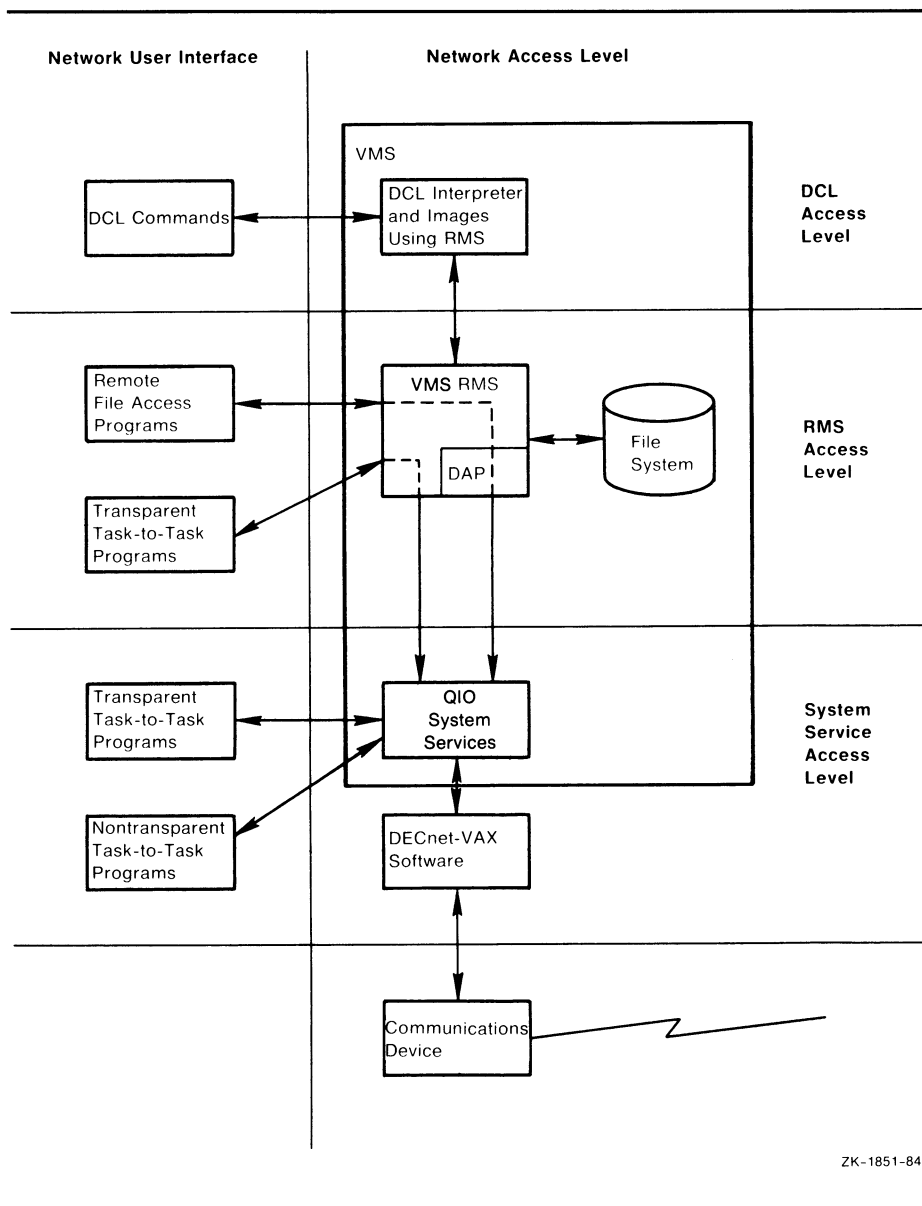 Network User Interface
Network Access Level
VMS
DCL Commands
DCL Interpreter
and Images
Using RMS
DCL
Access
Level
Remote
File Access
Programs
VMS RMS
DAP
File
System
RMS
Access
Level
Transparent
Task-to-Task
Programs
Transparent
Task-to-Task
Programs
QIO
System
Services
System
Service
Access
Level
Nontransparent
Task-to-Task
Programs
DECnet-VAX
Software
Communications
Device
ZK-1851-84